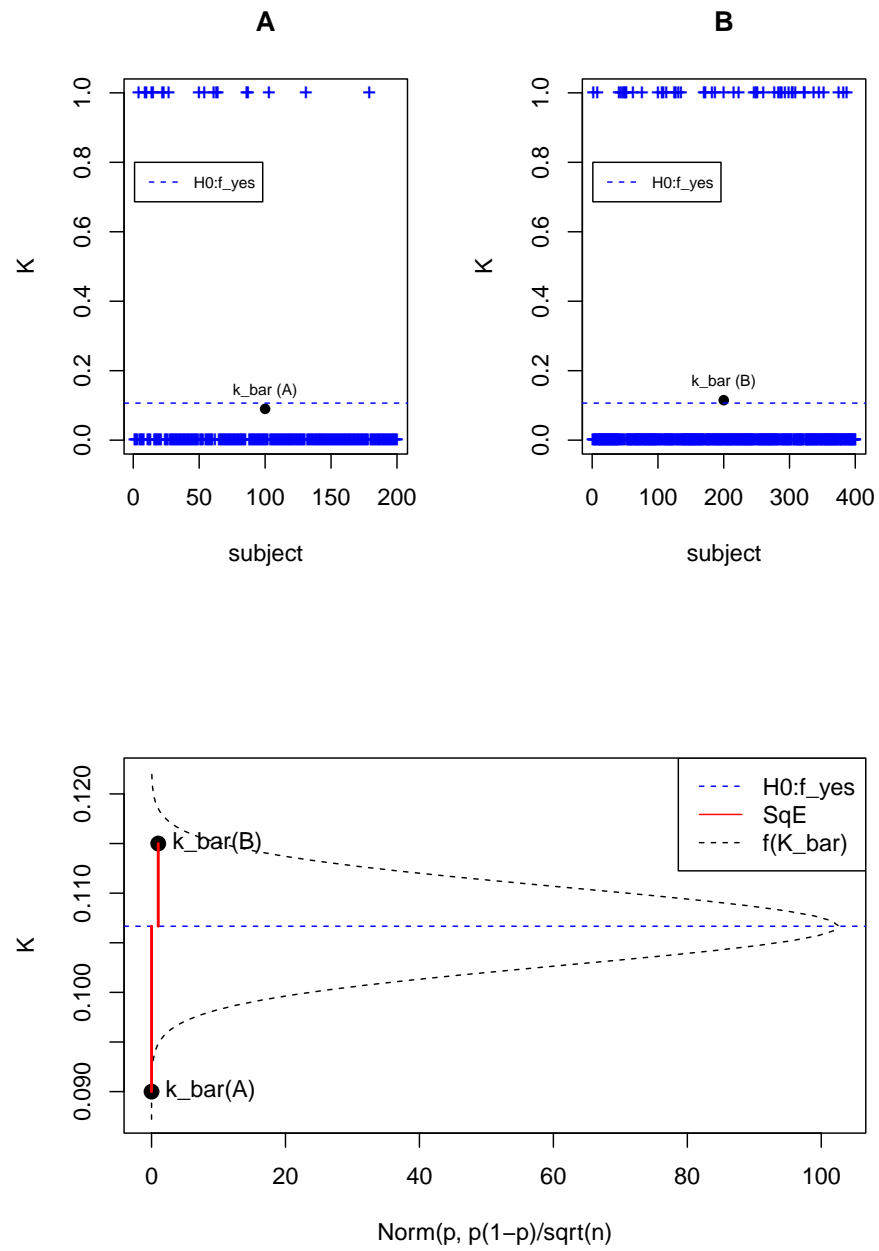 A
B
K
1.0
0.8
0.6
0.4
0.2
0.0
H0:f_yes
k_bar (A)
0 50 100 150 200
subject
K
1.0
0.8
0.6
0.4
0.2
0.0
H0:f_yes
k_bar (B)
0 100 200 300 400
subject
K
0.120
0.110
0.100
0.090
H0:f_yes
SqE
f(K_bar)
k_bar(B)
k_bar(A)
0 20 40 60 80 100
Norm(p, p(1−p)/sqrt(n)